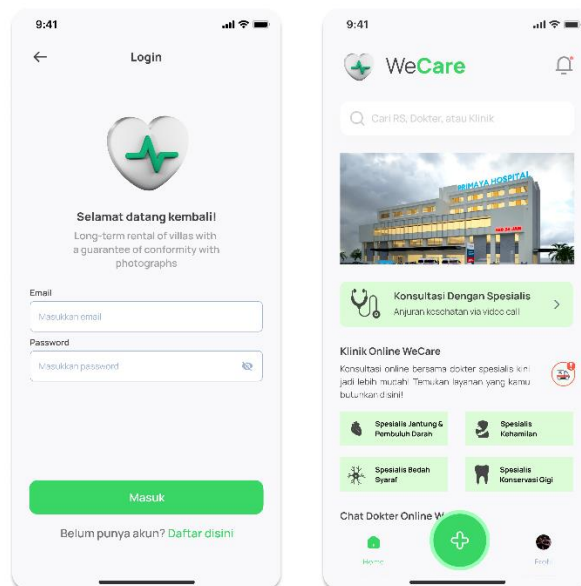 9:41
Login
Selamat datang kembali!
Long-term rental of villas with
a guarantee of conformity with
photographs
Email
Masukkan email
Password
Masukkan password
Masuk
Belum punya akun? Daftar disini
9:41
WeCare
Cari RS, Dokter, atau Klinik
PRIMAYA HOSPITAL
Konsultasi Dengan Spesialis
Anjuran kesehatan via video call
Klinik Online WeCare
Konsultasi online bersama dokter spesialis kini
jadi lebih mudah! Temukan layanan yang kamu
butuhkan disini!
Spesialis Jantung &
Pembuluh Darah
Spesialis
Kehamilan
Spesialis Bedah
Syaraf
Spesialis
Konservasi Gigi
Chat Dokter Online W
Home
Profil